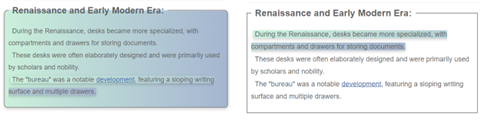 Renaissance and Early Modern Era:
During the Renaissance, desks became more specialized, with
compartments and drawers for storing documents.
These desks were often elaborately designed and were primarily used
by scholars and nobility.
The "bureau" was a notable development, featuring a sloping writing
surface and multiple drawers.
Renaissance and Early Modern Era:
During the Renaissance, desks became more specialized, with
compartments and drawers for storing documents.
These desks were often elaborately designed and were primarily used
by scholars and nobility.
The "bureau" was a notable development, featuring a sloping writing
surface and multiple drawers.